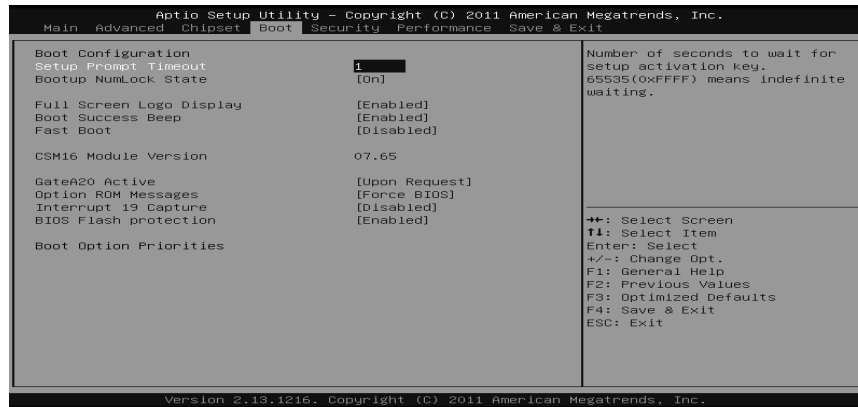 Aptio Setup Utility – Copyright (C) 2011 American Megatrends, Inc.
Main Advanced Chipset Boot Security Performance Save & Exit
Boot Configuration
Setup Prompt Timeout 1
Bootup NumLock State [On]
Full Screen Logo Display [Enabled]
Boot Success Beep [Enabled]
Fast Boot [Disabled]
CSM16 Module Version 07.65
GateA20 Active [Upon Request]
Option ROM Messages [Force BIOS]
Interrupt 19 Capture [Disabled]
BIOS Flash protection [Enabled]
Boot Option Priorities
Number of seconds to wait for
setup activation key.
65535(0xFFFF) means indefinite
waiting.
→←: Select Screen
↑↓: Select Item
Enter: Select
+/-: Change Opt.
F1: General Help
F2: Previous Values
F3: Optimized Defaults
F4: Save & Exit
ESC: Exit
Version 2.13.1216. Copyright (C) 2011 American Megatrends, Inc.